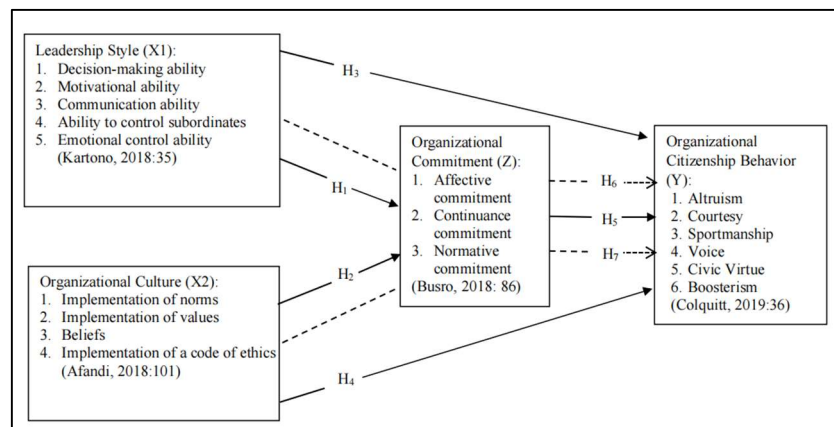 Leadership Style (X1):
1. Decision-making ability
2. Motivational ability
3. Communication ability
4. Ability to control subordinates
5. Emotional control ability
(Kartono, 2018:35)
H3
H1
Organizational
Commitment (Z):
1. Affective
commitment
2. Continuance
commitment
3. Normative
commitment
(Busro, 2018: 86)
H6
H5
H7
Organizational
Citizenship Behavior
(Y):
1. Altruism
2. Courtesy
3. Sportmanship
4. Voice
5. Civic Virtue
6. Boosterism
(Colquitt, 2019:36)
Organizational Culture (X2):
1. Implementation of norms
2. Implementation of values
3. Beliefs
4. Implementation of a code of ethics
(Afandi, 2018:101)
H2
H4